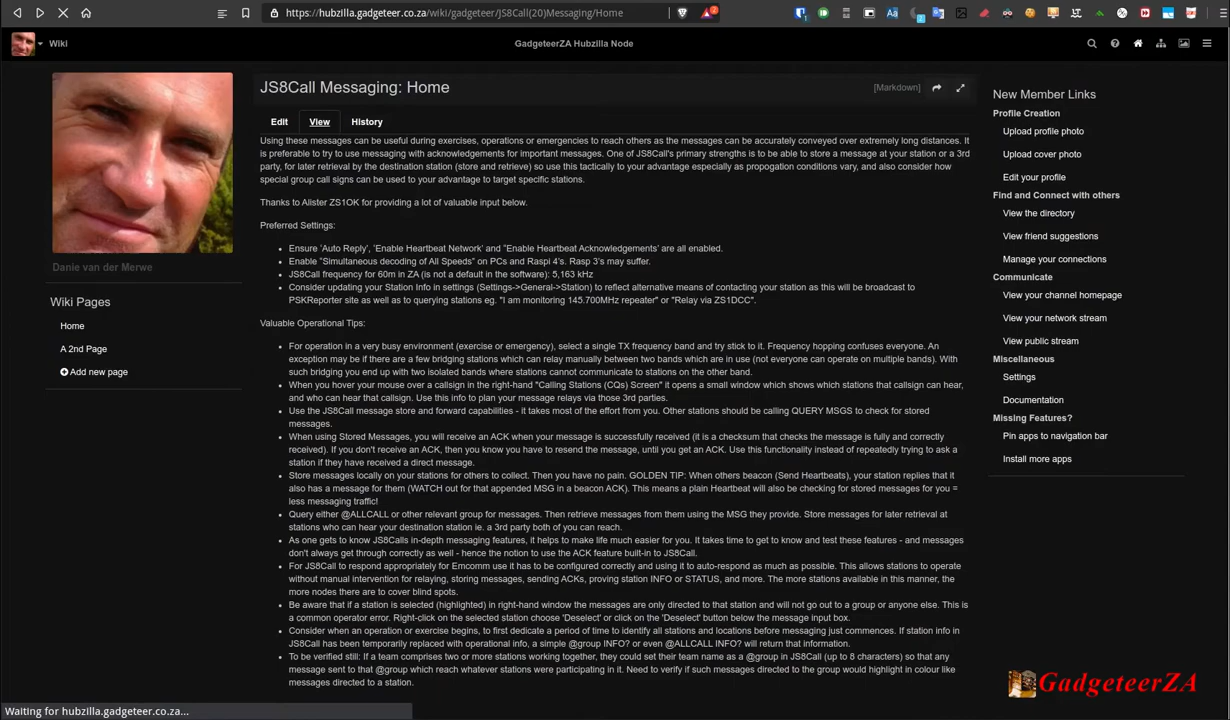 https://hubzilla.gadgeteer.co.za/wiki/gadgeteer/JS8Call(20)Messaging/Home
2
Wiki
GadgeteerZA Hubzilla Node
JS8Call Messaging: Home
[Markdown]
Edit
View
History
Using these messages can be useful during exercises, operations or emergencies to reach others as the messages can be accurately conveyed over extremely long distances. It
is preferable to try to use messaging with acknowledgements for important messages. One of JS8Call's primary strengths is to be able to store a message at your station or a 3rd
party, for later retrieval by the destination station (store and retrieve) so use this tactically to your advantage especially as propogation conditions vary, and also consider how
special group call signs can be used to your advantage to target specific stations.
Thanks to Alister ZS1OK for providing a lot of valuable input below.
Preferred Settings:
• Ensure 'Auto Reply', 'Enable Heartbeat Network' and "Enable Heartbeat Acknowledgements' are all enabled.
• Enable "Simultaneous decoding of All Speeds" on PCs and Raspi 4's. Rasp 3's may suffer.
• JS8Call frequency for 60m in ZA (is not a default in the software): 5,163 kHz
• Consider updating your Station Info in settings (Settings->General->Station) to reflect alternative means of contacting your station as this will be broadcast to
PSKReporter site as well as to querying stations eg. "I am monitoring 145.700MHz repeater" or "Relay via ZS1DCC".
Valuable Operational Tips:
• For operation in a very busy environment (exercise or emergency), select a single TX frequency band and try stick to it. Frequency hopping confuses everyone. An
exception may be if there are a few bridging stations which can relay manually between two bands which are in use (not everyone can operate on multiple bands). With
such bridging you end up with two isolated bands where stations cannot communicate to stations on the other band.
• When you hover your mouse over a callsign in the right-hand "Calling Stations (CQs) Screen" it opens a small window which shows which stations that callsign can hear,
and who can hear that callsign. Use this info to plan your message relays via those 3rd parties.
• Use the JS8Call message store and forward capabilities - it takes most of the effort from you. Other stations should be calling QUERY MSGS to check for stored
messages.
• When using Stored Messages, you will receive an ACK when your message is successfully received (it is a checksum that checks the message is fully and correctly
received). If you don't receive an ACK, then you know you have to resend the message, until you get an ACK. Use this functionality instead of repeatedly trying to ask a
station if they have received a direct message.
• Store messages locally on your stations for others to collect. Then you have no pain. GOLDEN TIP: When others beacon (Send Heartbeats), your station replies that it
also has a message for them (WATCH out for that appended MSG in a beacon ACK). This means a plain Heartbeat will also be checking for stored messages for you =
less messaging traffic!
• Query either @ALLCALL or other relevant group for messages. Then retrieve messages from them using the MSG they provide. Store messages for later retrieval at
stations who can hear your destination station ie. a 3rd party both of you can reach.
• As one gets to know JS8Calls in-depth messaging features, it helps to make life much easier for you. It takes time to get to know and test these features - and messages
don't always get through correctly as well - hence the notion to use the ACK feature built-in to JS8Call.
• For JS8Call to respond appropriately for Emcomm use it has to be configured correctly and using it to auto-respond as much as possible. This allows stations to operate
without manual intervention for relaying, storing messages, sending ACKs, proving station INFO or STATUS, and more. The more stations available in this manner, the
more nodes there are to cover blind spots.
• Be aware that if a station is selected (highlighted) in right-hand window the messages are only directed to that station and will not go out to a group or anyone else. This is
a common operator error. Right-click on the selected station choose 'Deselect' or click on the 'Deselect' button below the message input box.
• Consider when an operation or exercise begins, to first dedicate a period of time to identify all stations and locations before messaging just commences. If station info in
JS8Call has been temporarily replaced with operational info, a simple @group INFO? or even @ALLCALL INFO? will return that information.
• To be verified still: If a team comprises two or more stations working together, they could set their team name as a @group in JS8Call (up to 8 characters) so that any
message sent to that @group which reach whatever stations were participating in it. Need to verify if such messages directed to the group would highlight in colour like
messages directed to a station.
Danie van der Merwe
Wiki Pages
Home
A 2nd Page
Add new page
New Member Links
Profile Creation
Upload profile photo
Upload cover photo
Edit your profile
Find and Connect with others
View the directory
View friend suggestions
Manage your connections
Communicate
View your channel homepage
View your network stream
View public stream
Miscellaneous
Settings
Documentation
Missing Features?
Pin apps to navigation bar
Install more apps
GadgeteerZA
Waiting for hubzilla.gadgeteer.co.za...